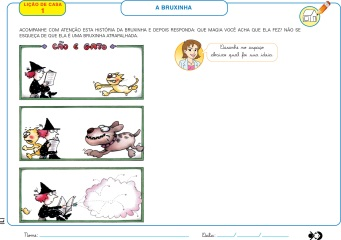 LIÇÃO DE CASA
1
A BRUXINHA
ACOMPANHE COM ATENÇÃO ESTA HISTÓRIA DA BRUXINHA E DEPOIS RESPONDA: QUE MAGIA VOCÊ ACHA QUE ELA FEZ? NÃO SE
ESQUEÇA DE QUE ELA É UMA BRUXINHA ATRAPALHADA.
CÃO E GATO
Desenhe no espaço
abaixo qual foi sua ideia.
Nome:
Data: / /